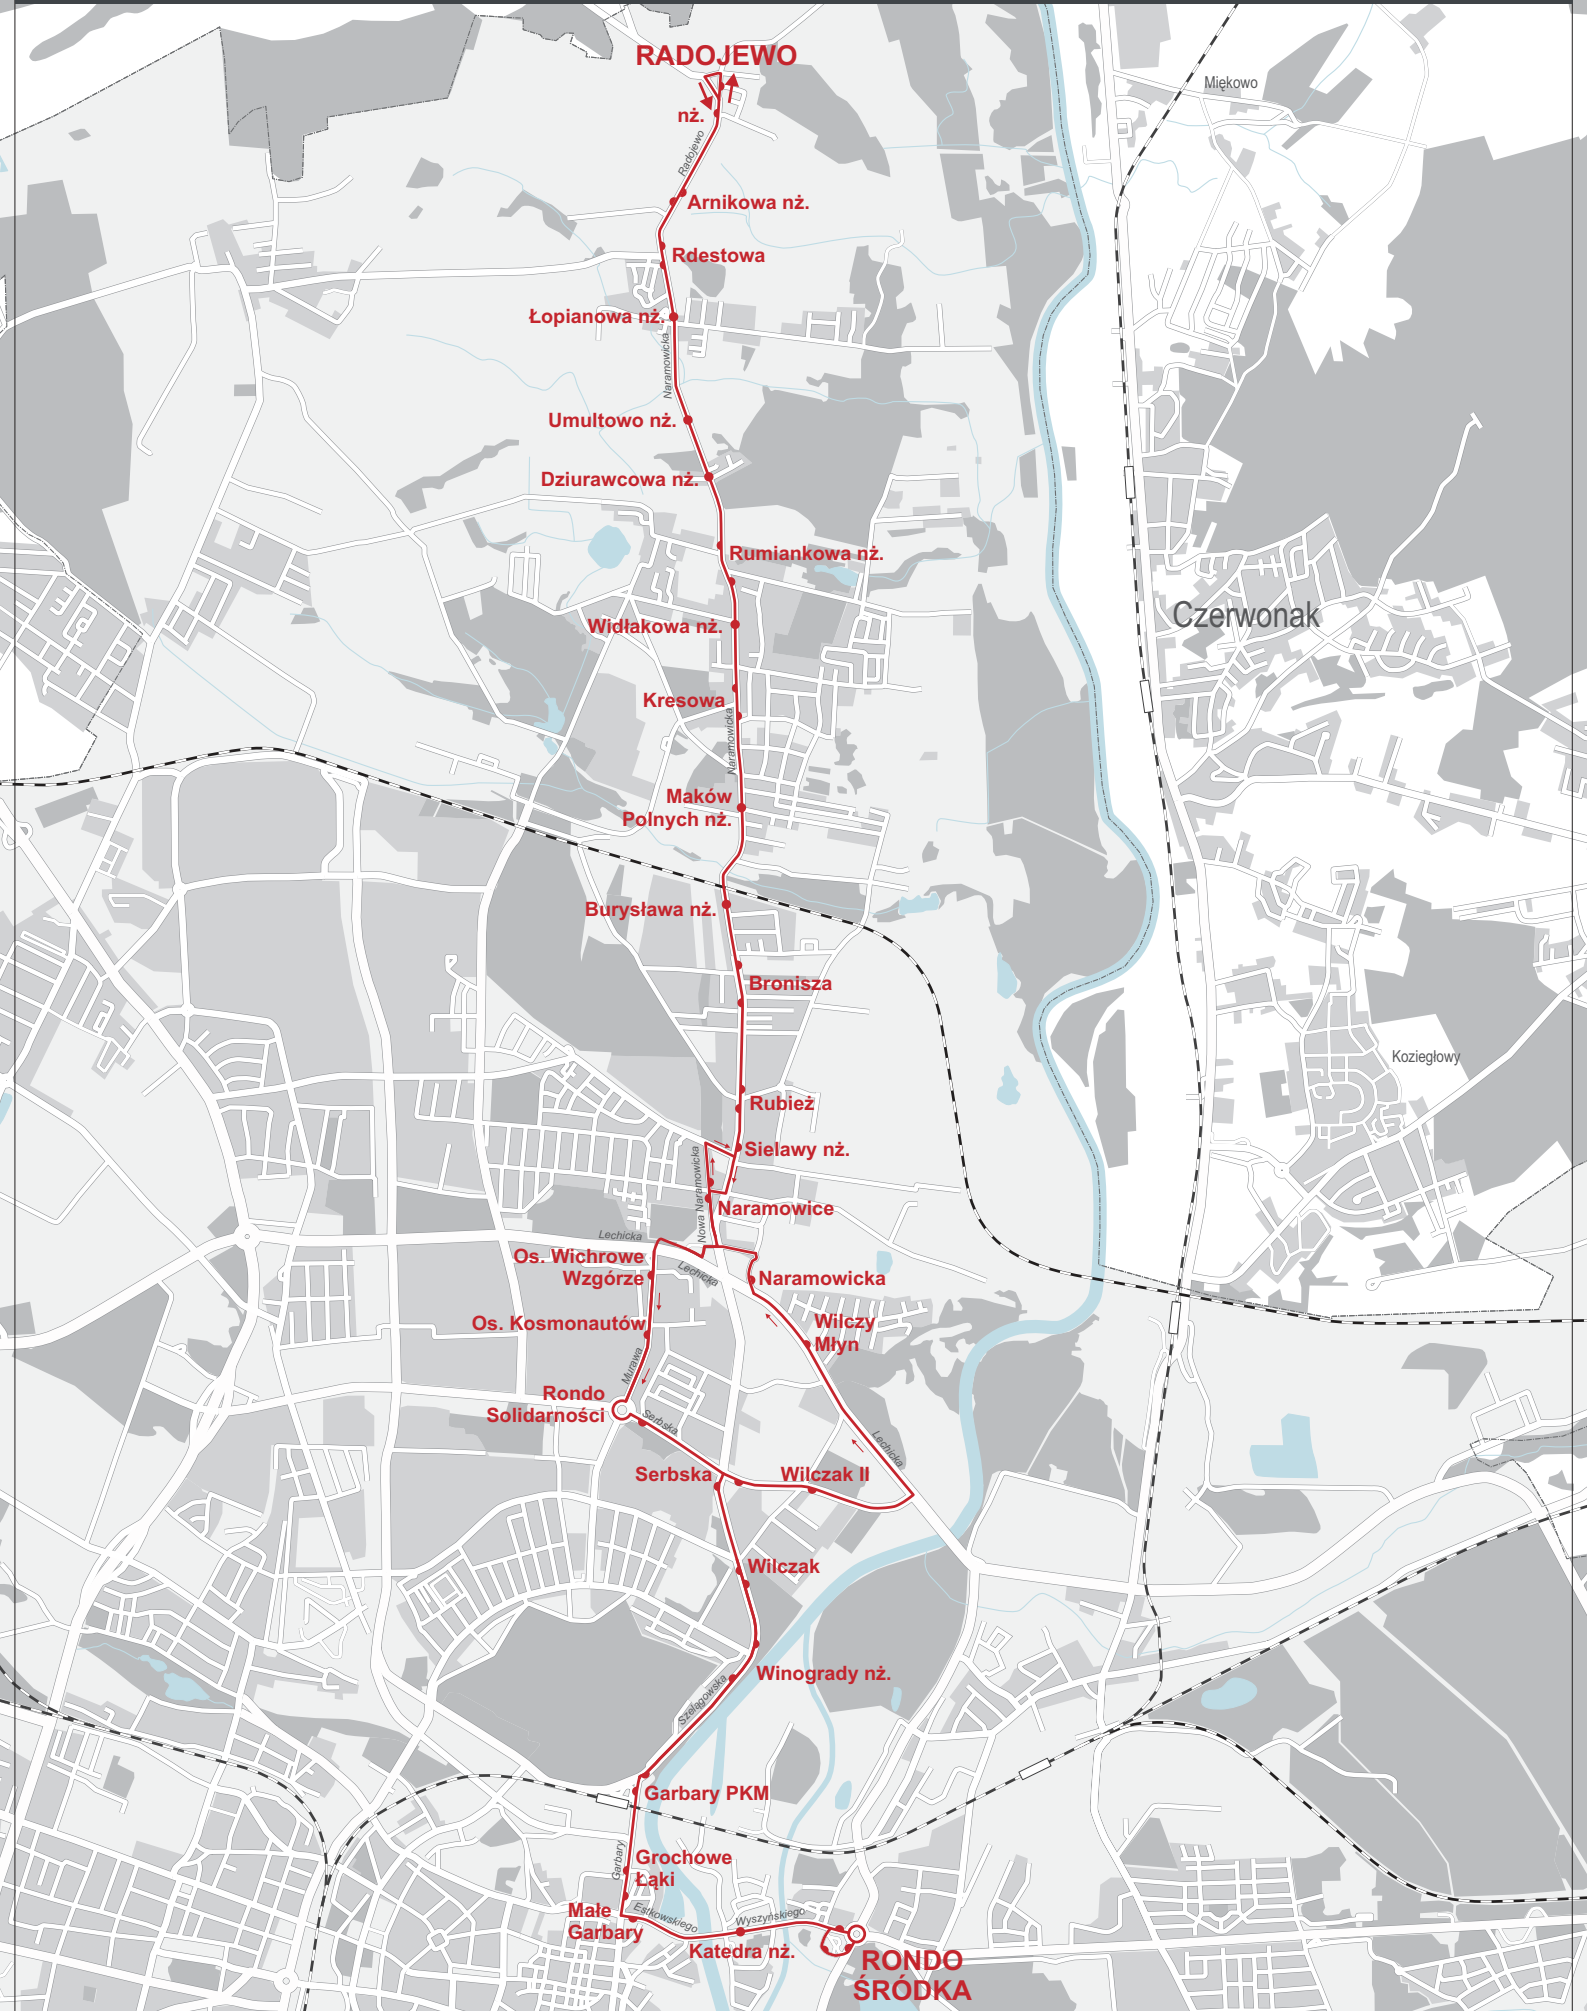 RADOJEWO
Miękowo
nż.
Radojewo
Arnikowa nż.
Rdestowa
Łopianowa nż.
Naramowicka
Umultowo nż.
Dziurawcowa nż.
Rumiankowa nż.
Czerwonak
Widłakowa nż.
Kresowa
Naramowicka
Maków
Polnych nż.
Burysława nż.
Bronisza
Koziegłowy
Rubież
Sielawy nż.
Nowa Naramowicka
Naramowice
Lechicka
Os. Wichrowe
Wzgórze
Lechicka
Naramowicka
Os. Kosmonautów
Wilczy
Młyn
Murawa
Rondo
Solidarności
Serbska
Lechicka
Serbska
Wilczak II
Wilczak
Winogrady nż.
Szelągowska
Garbary PKM
Garbary
Grochowe
Łąki
Małe
Garbary
Estkowskiego
Wyszyńskiego
Katedra nż.
RONDO
ŚRÓDKA